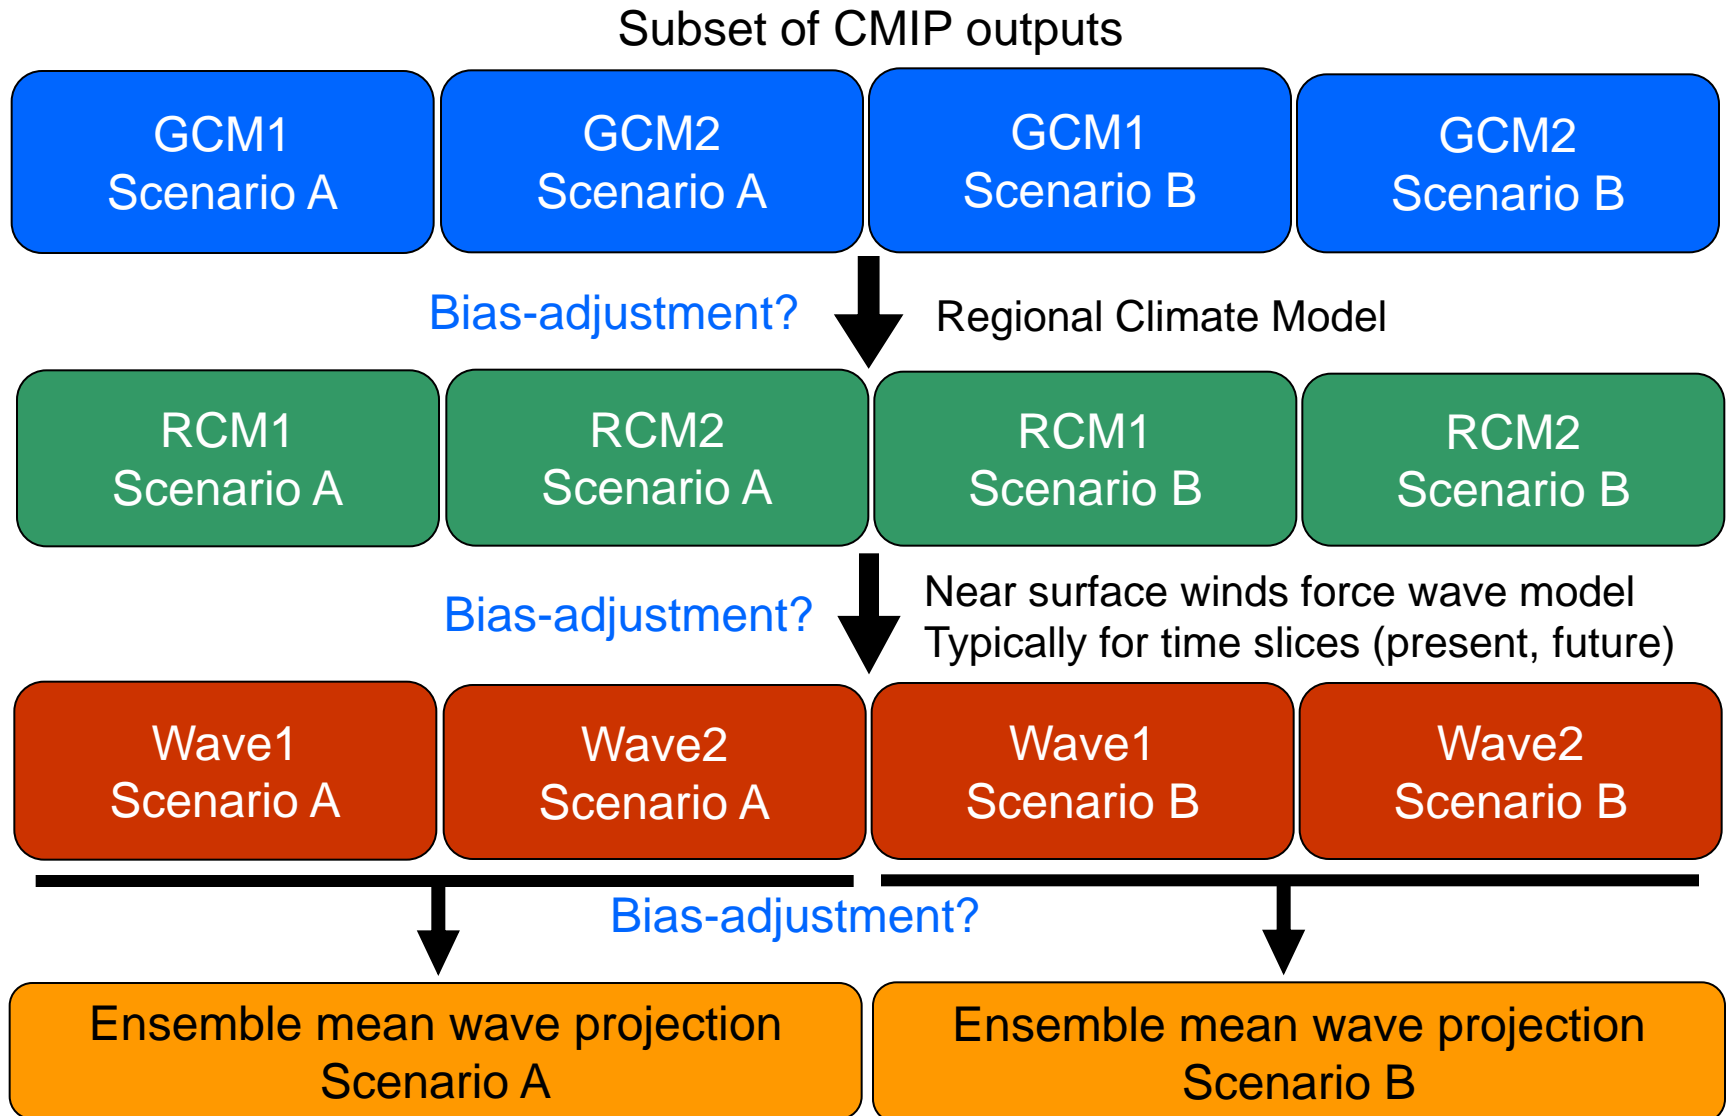 Subset of CMIP outputs
GCM1
Scenario A
GCM2
Scenario A
GCM1
Scenario B
GCM2
Scenario B
Bias-adjustment?
Regional Climate Model
RCM1
Scenario A
RCM2
Scenario A
RCM1
Scenario B
RCM2
Scenario B
Bias-adjustment?
Near surface winds force wave model
Typically for time slices (present, future)
Wave1
Scenario A
Wave2
Scenario A
Wave1
Scenario B
Wave2
Scenario B
Bias-adjustment?
Ensemble mean wave projection
Scenario A
Ensemble mean wave projection
Scenario B